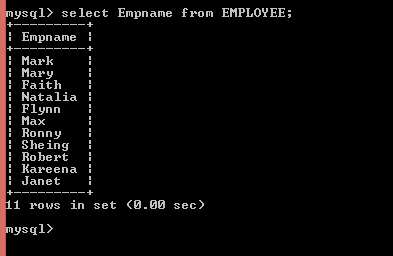 mysql> select Empname from EMPLOYEE;
+---------+
| Empname |
+---------+
| Mark    |
| Mary    |
| Faith   |
| Natalia |
| Flynn   |
| Max     |
| Ronny   |
| Sheing  |
| Robert  |
| Kareena |
| Janet   |
+---------+
11 rows in set (0.00 sec)
mysql>